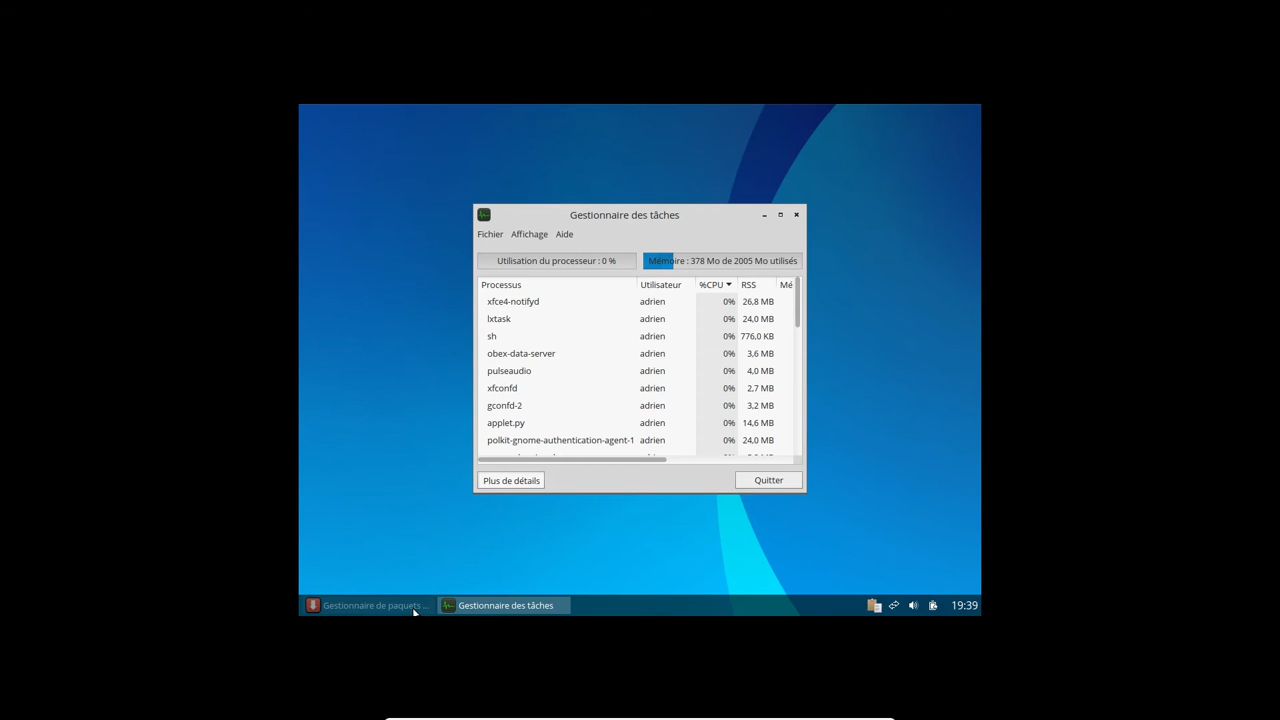 Gestionnaire des tâches
Fichier Affichage Aide
Utilisation du processeur : 0 % Mémoire : 378 Mo de 2005 Mo utilisés
Processus Utilisateur %CPU RSS Mé
xfce4-notifyd adrien 0% 26,8 MB
lxtask adrien 0% 24,0 MB
sh adrien 0% 776,0 KB
obex-data-server adrien 0% 3,6 MB
pulseaudio adrien 0% 4,0 MB
xfconfd adrien 0% 2,7 MB
gconfd-2 adrien 0% 3,2 MB
applet.py adrien 0% 14,6 MB
polkit-gnome-authentication-agent-1 adrien 0% 24,0 MB
Plus de détails Quitter
Gestionnaire de paquets ... Gestionnaire des tâches 19:39